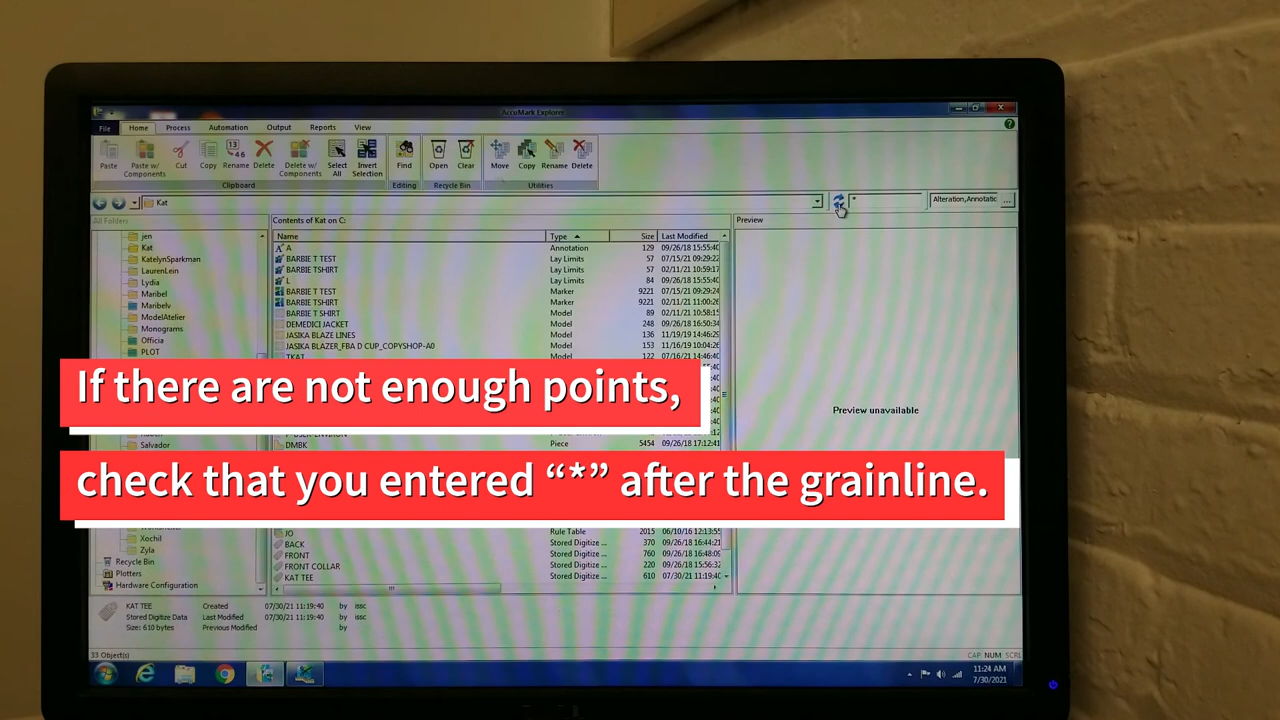 AccuMark Explorer
File Home Process Automation Output Reports View
Paste Paste w/ Components Cut Copy Rename Delete Delete w/ Components Select All Invert Selection Find Open Clear Move Copy Rename Delete
Clipboard Editing Recycle Bin Utilities
Kat * Alteration,Annotatic ...
All Folders Contents of Kat on C: Preview
Name Type Size Last Modified
jen
Kat
KatelynSparkman
LaurenLein
Lydia
Maribel
Maribelv
ModelAtelier
Monograms
Officia
PLOT
A Annotation 129 09/26/18 15:55:40
BARBIE T TEST Lay Limits 57 07/15/21 09:29:22
BARBIE TSHIRT Lay Limits 57 02/11/21 10:59:17
L Lay Limits 84 09/26/18 15:55:40
BARBIE T TEST Marker 9221 07/15/21 09:29:24
BARBIE TSHIRT Marker 9221 02/11/21 11:00:26
BARBIE T SHIRT Model 89 02/11/21 10:58:15
DEMEDICI JACKET Model 248 09/26/18 16:50:34
JASIKA BLAZE LINES Model 136 11/19/19 14:46:29
JASIKA BLAZER_FBA D CUP_COPYSHOP-A0 Model 153 11/16/19 10:04:26
TKAT Model 122 07/16/21 14:46:40
If there are not enough points,
Preview unavailable
Salvador
DMBK Piece 5454 09/26/18 17:12:41
check that you entered “*” after the grainline.
Xochil
Zyla
Recycle Bin
Plotters
Hardware Configuration
JO Rule Table 2015 06/10/16 12:13:55
BACK Stored Digitize ... 370 09/26/18 16:44:21
FRONT Stored Digitize ... 760 09/26/18 16:48:09
FRONT COLLAR Stored Digitize ... 220 09/26/18 15:56:32
KAT TEE Stored Digitize ... 610 07/30/21 11:19:40
KAT TEE Created 07/30/21 11:19:40 by issc
Stored Digitize Data Last Modified 07/30/21 11:19:40 by issc
Size: 610 bytes Previous Modified by
33 Object(s) CAP NUM SCRL
11:24 AM
7/30/2021